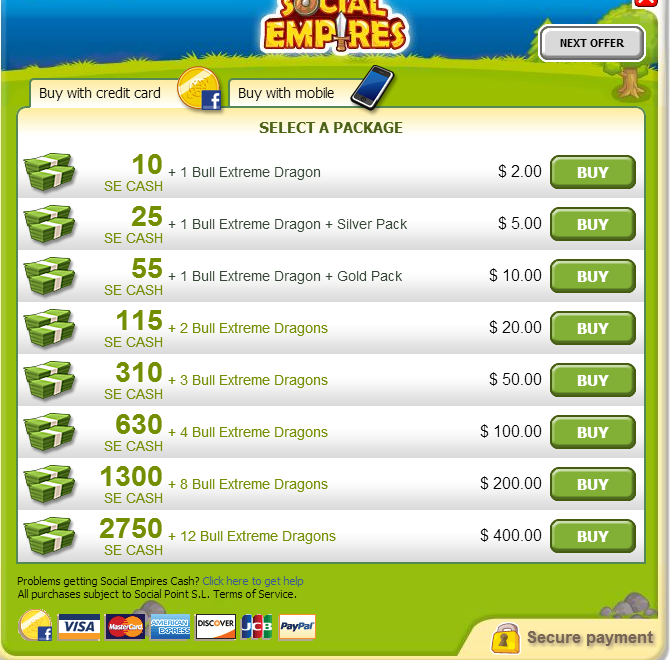 SOCIAL
EMPIRES
NEXT OFFER
Buy with credit card
Buy with mobile
SELECT A PACKAGE
10 + 1 Bull Extreme Dragon $ 2.00 BUY
SE CASH
25 + 1 Bull Extreme Dragon + Silver Pack $ 5.00 BUY
SE CASH
55 + 1 Bull Extreme Dragon + Gold Pack $ 10.00 BUY
SE CASH
115 + 2 Bull Extreme Dragons $ 20.00 BUY
SE CASH
310 + 3 Bull Extreme Dragons $ 50.00 BUY
SE CASH
630 + 4 Bull Extreme Dragons $ 100.00 BUY
SE CASH
1300 + 8 Bull Extreme Dragons $ 200.00 BUY
SE CASH
2750 + 12 Bull Extreme Dragons $ 400.00 BUY
SE CASH
Problems getting Social Empires Cash? Click here to get help
All purchases subject to Social Point S.L. Terms of Service.
f VISA MasterCard AMERICAN EXPRESS DISCOVER JCB PayPal
Secure payment